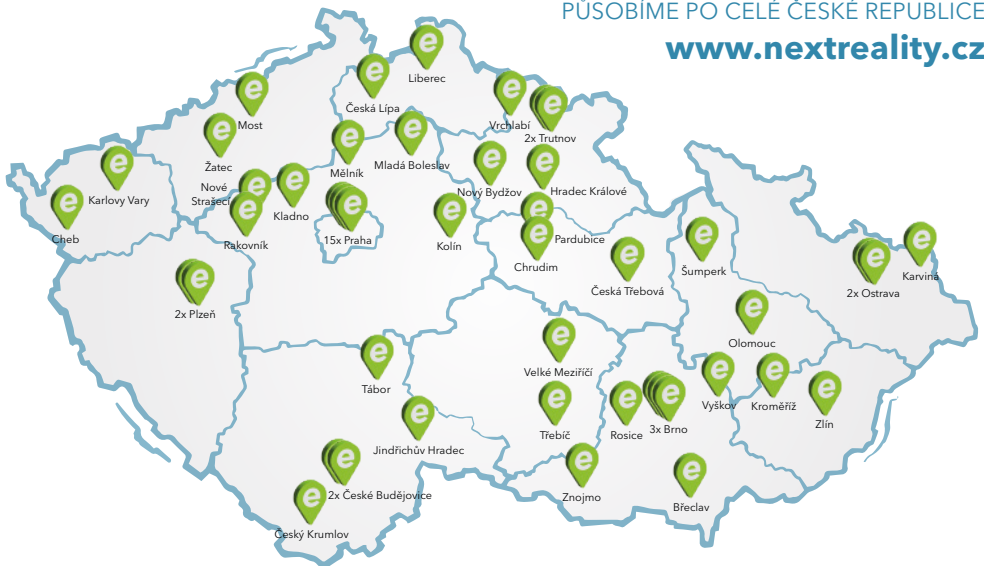 PŮSOBÍME PO CELÉ ČESKÉ REPUBLICE
www.nextreality.cz
Liberec
Česká Lípa
Most
Vrchlabí
2x Trutnov
Žatec
Mělník
Mladá Boleslav
Karlovy Vary
Nové
Strašecí
Nový Bydžov
Hradec Králové
Kladno
Cheb
Rakovník
15x Praha
Kolín
Pardubice
Chrudim
Šumperk
Karviná
Česká Třebová
2x Ostrava
2x Plzeň
Olomouc
Velké Meziříčí
Tábor
Vyškov
Kroměříž
Zlín
Třebíč
Rosice
3x Brno
Jindřichův Hradec
2x České Budějovice
Znojmo
Břeclav
Český Krumlov